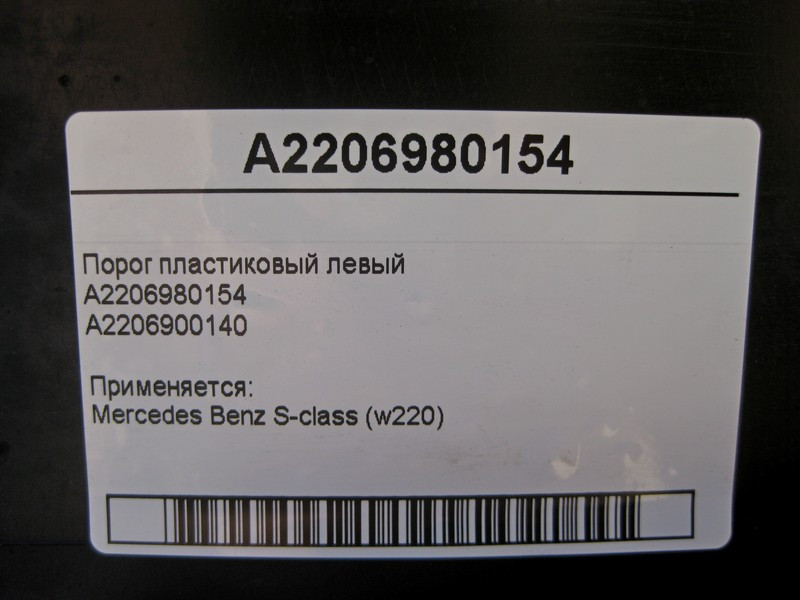 A2206980154
Порог пластиковый левый
A2206980154
A2206900140
Применяется:
Mercedes Benz S-class (w220)